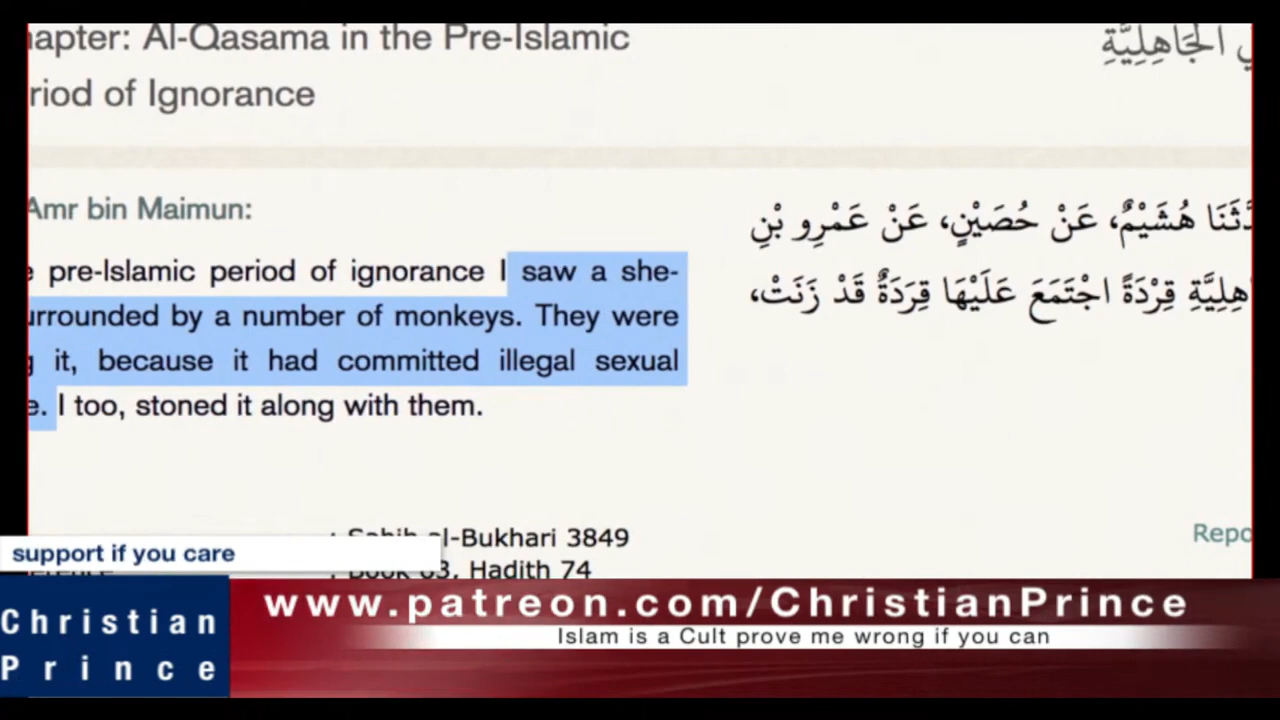 hapter: Al-Qasama in the Pre-Islamic
riod of Ignorance
ي الْجَاهِلِيَّةِ
Amr bin Maimun:
دَّثَنَا هُشَيْمٌ، عَنْ حُصَيْنٍ، عَنْ عَمْرِو بْنِ
e pre-Islamic period of ignorance I saw a she-
urrounded by a number of monkeys. They were
g it, because it had committed illegal sexual
e. I too, stoned it along with them.
اهِلِيَّةِ قِرْدَةً اجْتَمَعَ عَلَيْهَا قِرَدَةٌ قَدْ زَنَتْ،
: Sahih al-Bukhari 3849
: Book 63, Hadith 74
Repo
support if you care
Christian
Prince
www.patreon.com/ChristianPrince
Islam is a Cult prove me wrong if you can